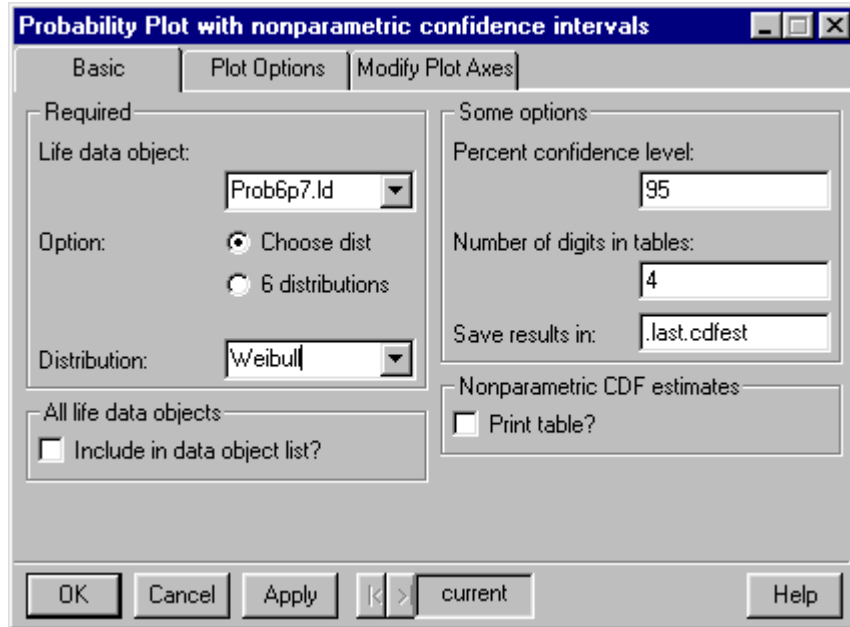 Probability Plot with nonparametric confidence intervals
Basic
Plot Options
Modify Plot Axes
Required
Life data object:
Prob6p7.ld
Option:
Choose dist
6 distributions
Distribution:
Weibull
All life data objects
Include in data object list?
Some options
Percent confidence level:
95
Number of digits in tables:
4
Save results in:
.last.cdfest
Nonparametric CDF estimates
Print table?
OK
Cancel
Apply
current
Help